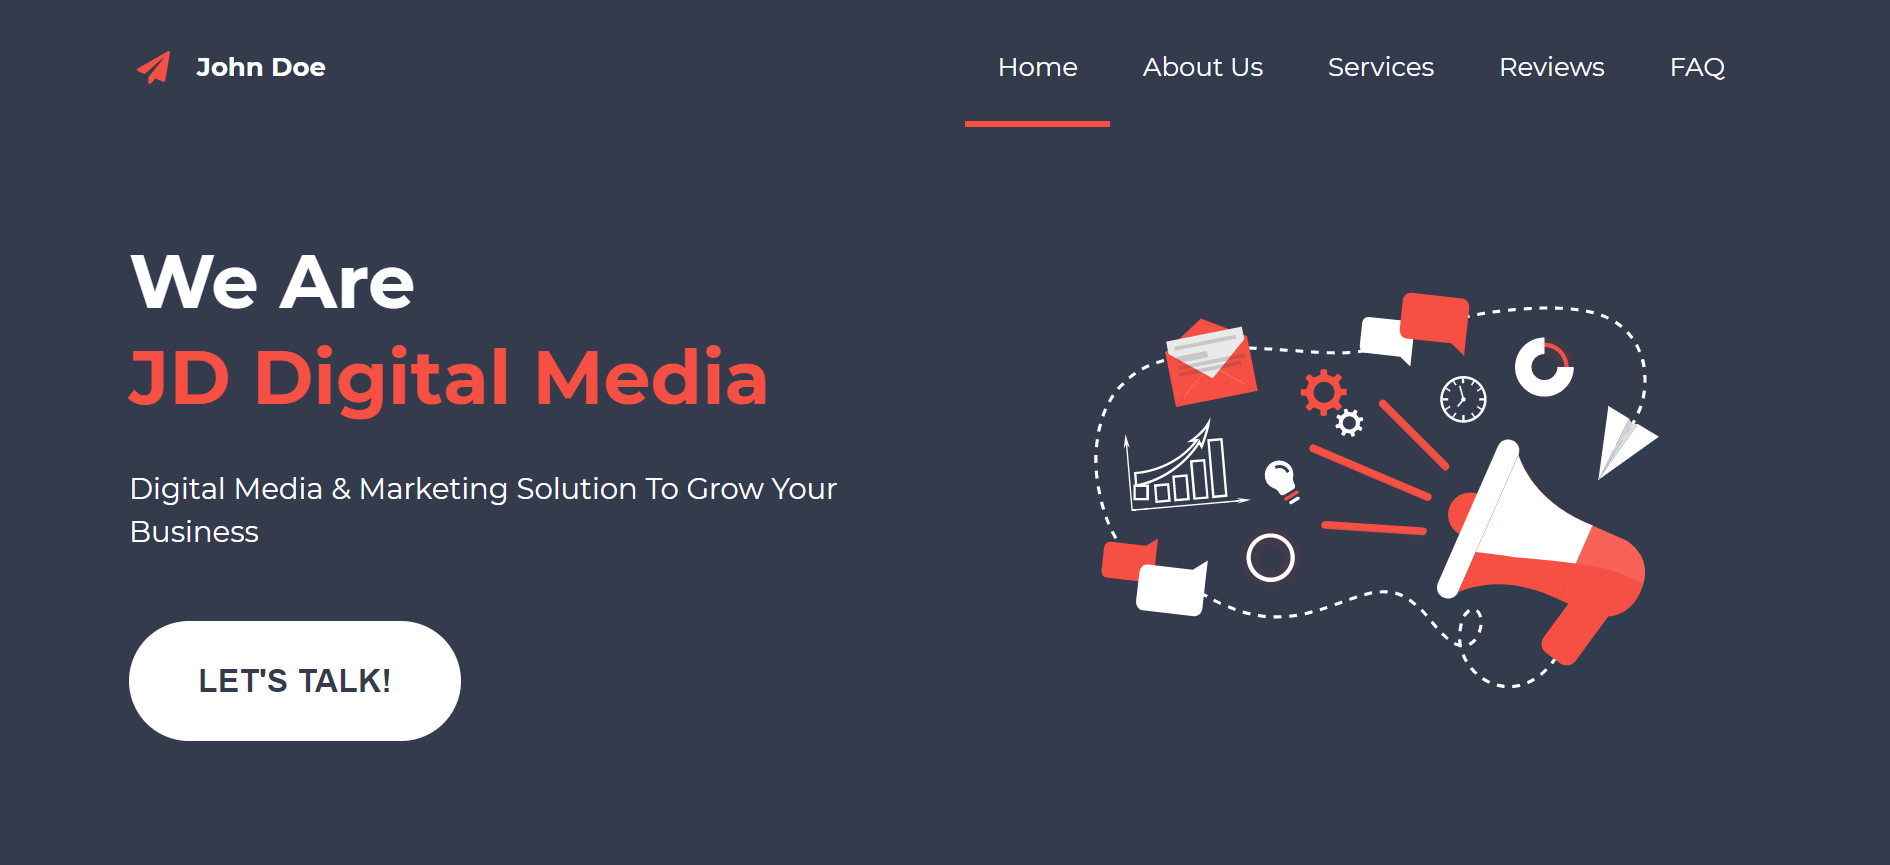 John Doe
Home
About Us
Services
Reviews
FAQ
We Are
JD Digital Media
Digital Media & Marketing Solution To Grow Your
Business
LET'S TALK!